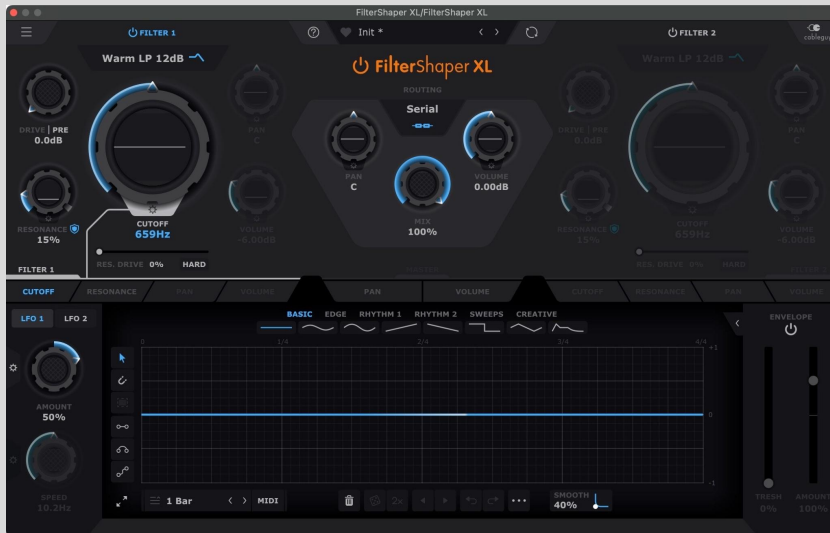 FilterShaper XL/FilterShaper XL
FILTER 1
Init *
FILTER 2
Warm LP 12dB
FilterShaper XL
Warm LP 12dB
ROUTING
Serial
DRIVE | PRE
0.0dB
PAN
C
PAN
C
VOLUME
0.00dB
DRIVE | PRE
0.0dB
PAN
C
RESONANCE
15%
CUTOFF
659Hz
VOLUME
-6.00dB
MIX
100%
RESONANCE
15%
CUTOFF
659Hz
VOLUME
-6.00dB
RES. DRIVE 0% HARD
RES. DRIVE 0% HARD
FILTER 1
MASTER
FILTER 2
CUTOFF RESONANCE PAN VOLUME PAN VOLUME CUTOFF RESONANCE PAN VOLUME
LFO 1 LFO 2
BASIC EDGE RHYTHM 1 RHYTHM 2 SWEEPS CREATIVE
ENVELOPE
0 1/4 2/4 3/4 4/4
+1
0
-1
AMOUNT
50%
SPEED
10.2Hz
1 Bar
MIDI
2x
SMOOTH
40%
TRESH
0%
AMOUNT
100%